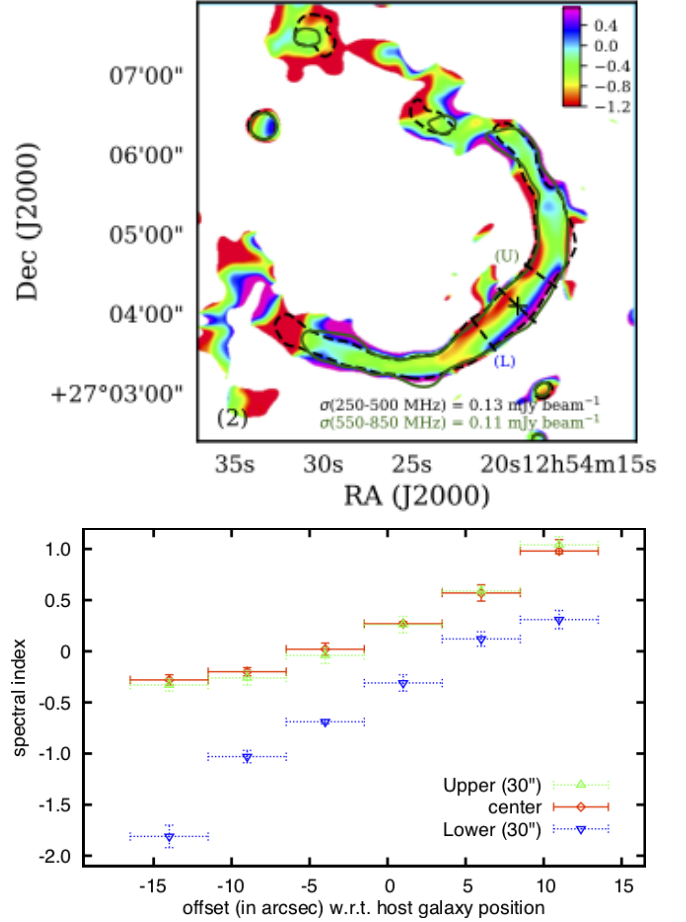 0.4
0.0
−0.4
−0.8
−1.2
07'00"
06'00"
05'00"
04'00"
+27°03'00"
Dec (J2000)
(U)
(L)
(2)
σ(250-500 MHz) = 0.13 mJy beam⁻¹
σ(550-850 MHz) = 0.11 mJy beam⁻¹
35s 30s 25s 20s12h54m15s
RA (J2000)
1.0
0.5
0
-0.5
-1.0
-1.5
-2.0
spectral index
Upper (30")
center
Lower (30")
-15 -10 -5 0 5 10 15
offset (in arcsec) w.r.t. host galaxy position